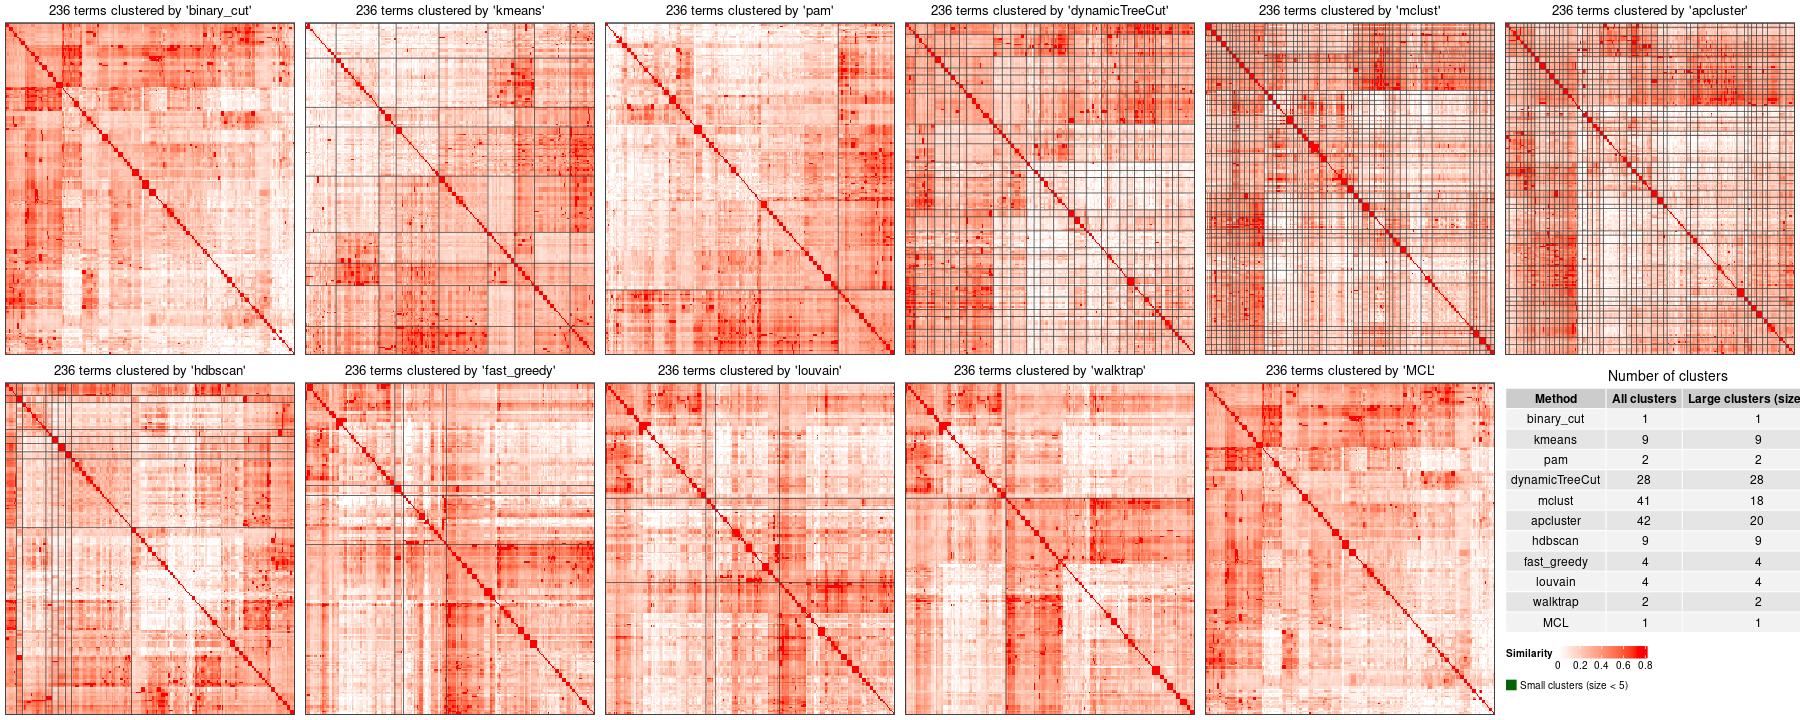 236 terms clustered by 'binary_cut'
236 terms clustered by 'kmeans'
236 terms clustered by 'pam'
236 terms clustered by 'dynamicTreeCut'
236 terms clustered by 'mclust'
236 terms clustered by 'apcluster'
236 terms clustered by 'hdbscan'
236 terms clustered by 'fast_greedy'
236 terms clustered by 'louvain'
236 terms clustered by 'walktrap'
236 terms clustered by 'MCL'
Number of clusters
Method All clusters Large clusters (size
binary_cut 1 1
kmeans 9 9
pam 2 2
dynamicTreeCut 28 28
mclust 41 18
apcluster 42 20
hdbscan 9 9
fast_greedy 4 4
louvain 4 4
walktrap 2 2
MCL 1 1
Similarity
0 0.2 0.4 0.6 0.8
Small clusters (size < 5)